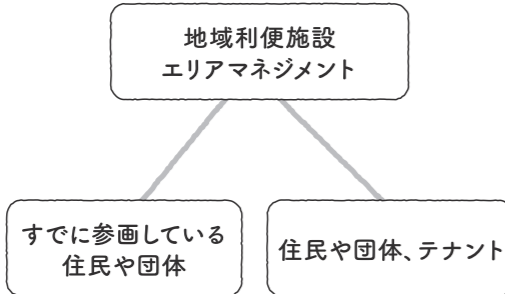 地域利便施設
エリアマネジメント
すでに参画している
住民や団体
住民や団体、テナント